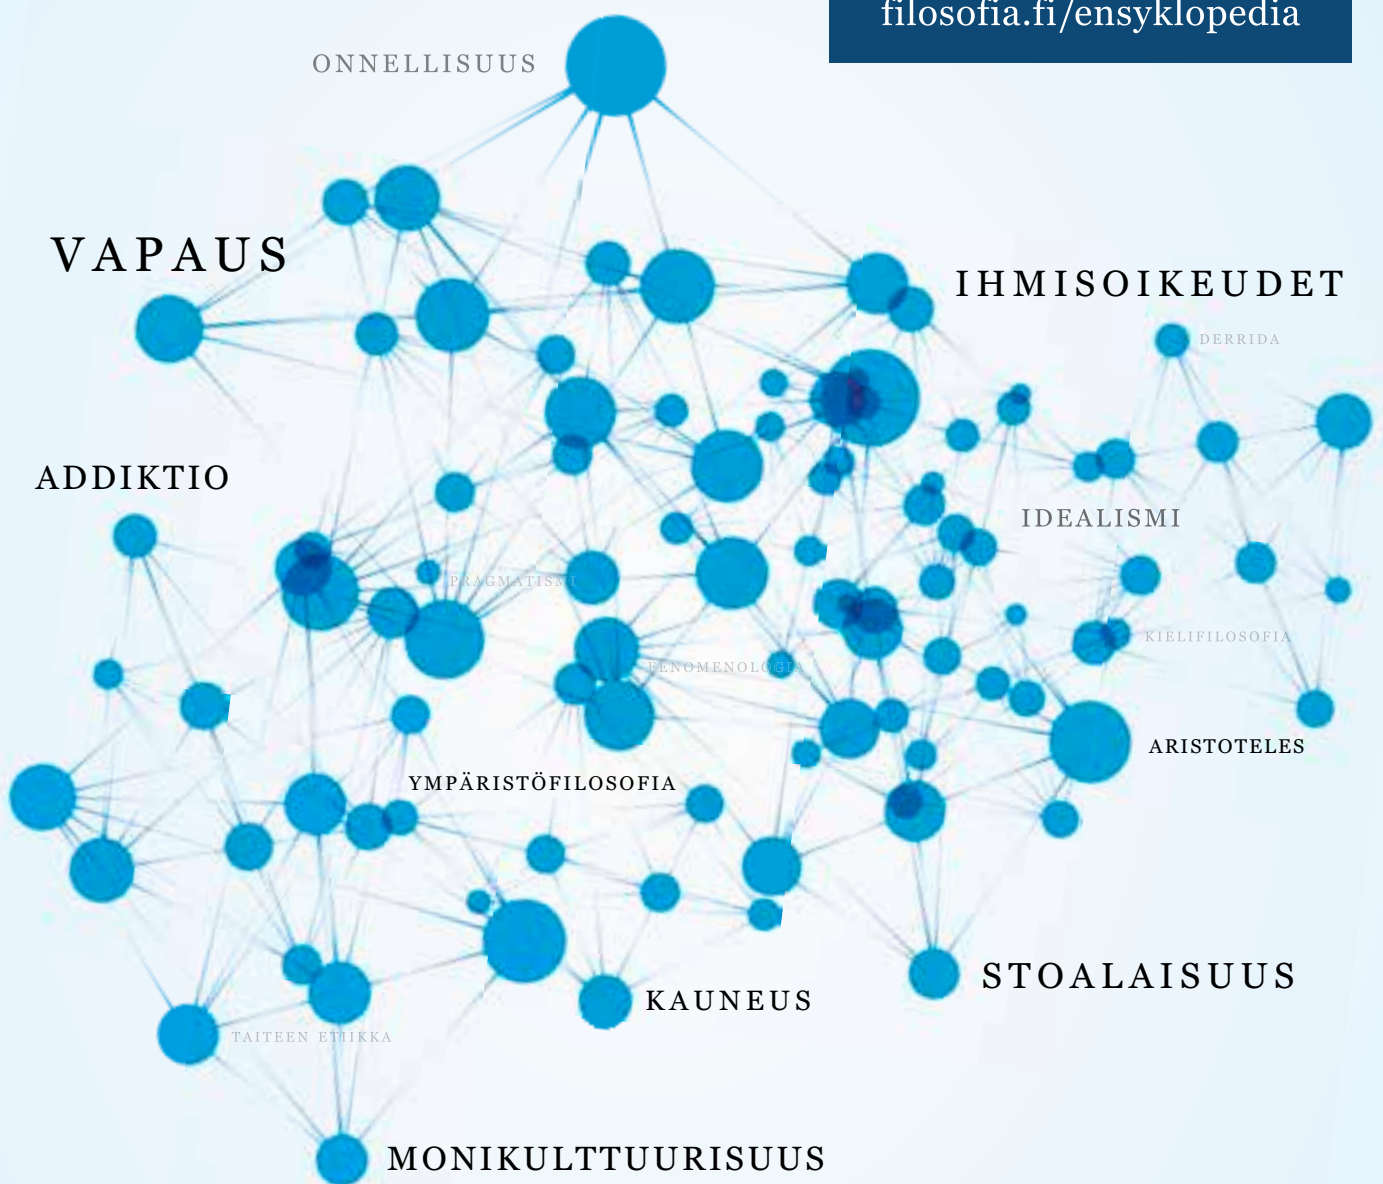 filosofia.fi/ensyklopedia
ONNELLISUUS
VAPAUS
IHMISOIKEUDET
DERRIDA
ADDIKTIO
IDEALISMI
PRAGMATISMI
KIELIFILOSOFIA
FENOMENOLOGIA
ARISTOTELES
YMPÄRISTÖFILOSOFIA
STOALAISUUS
KAUNEUS
TAITEEN ETIIKKA
MONIKULTTUURISUUS